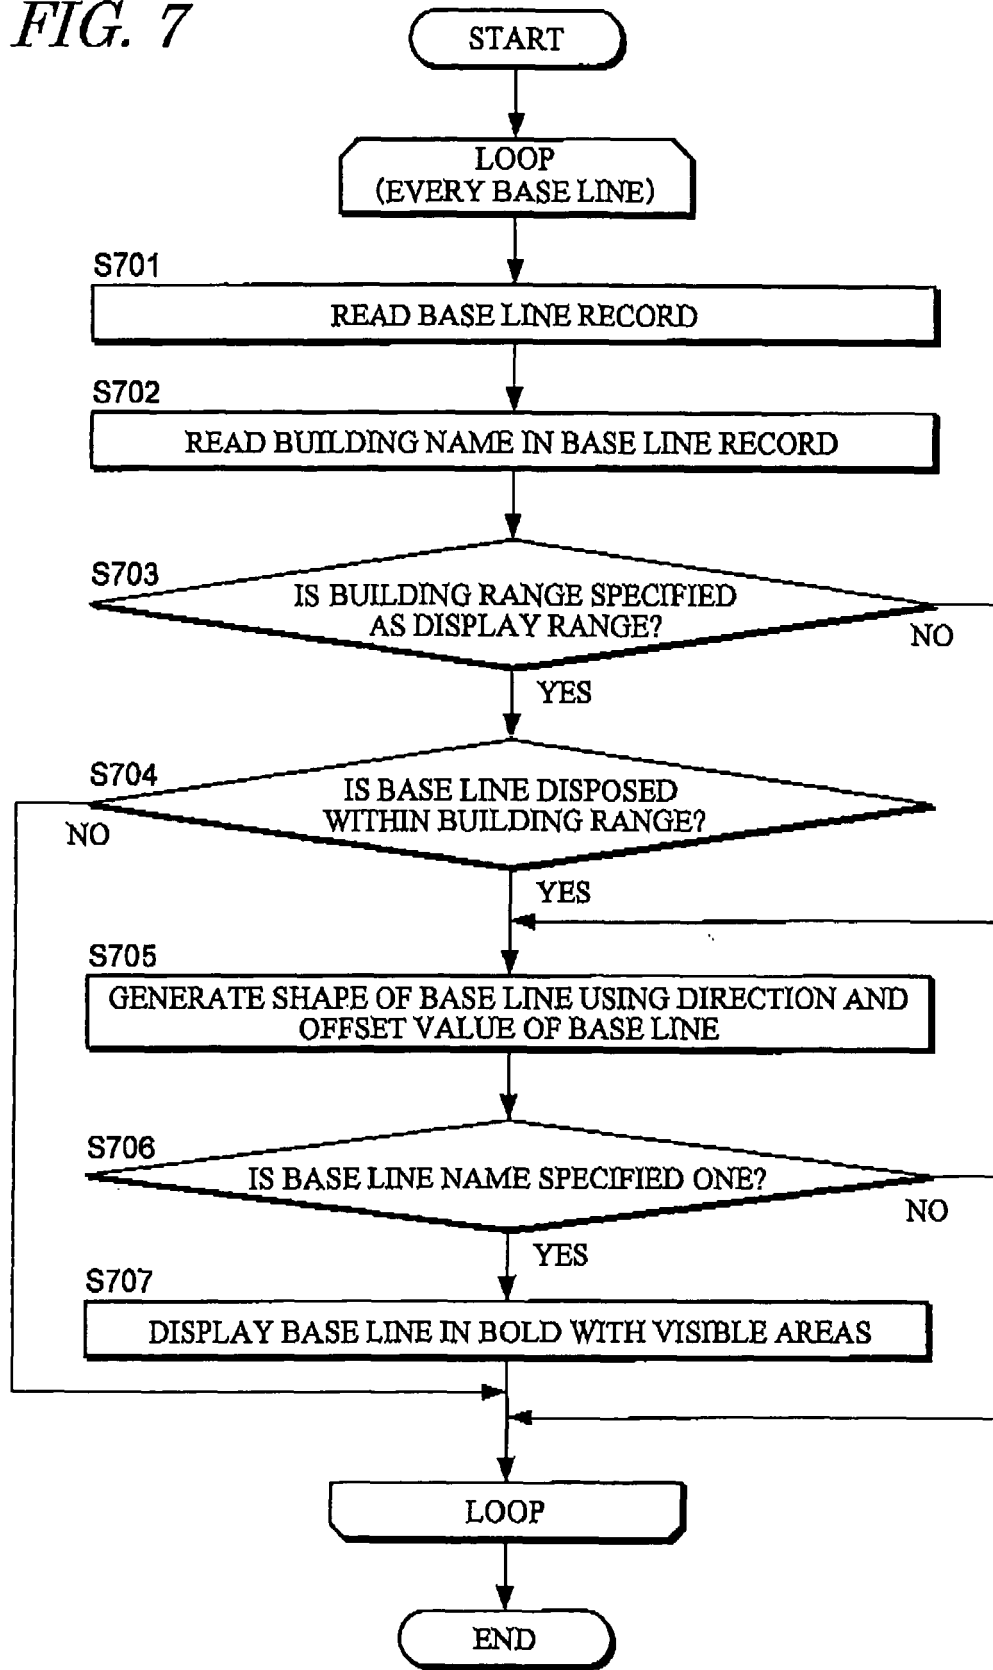 FIG. 7
START
LOOP
(EVERY BASE LINE)
S701
READ BASE LINE RECORD
S702
READ BUILDING NAME IN BASE LINE RECORD
S703
IS BUILDING RANGE SPECIFIED
AS DISPLAY RANGE?
NO
YES
S704
IS BASE LINE DISPOSED
WITHIN BUILDING RANGE?
NO
YES
S705
GENERATE SHAPE OF BASE LINE USING DIRECTION AND
OFFSET VALUE OF BASE LINE
S706
IS BASE LINE NAME SPECIFIED ONE?
NO
YES
S707
DISPLAY BASE LINE IN BOLD WITH VISIBLE AREAS
LOOP
END